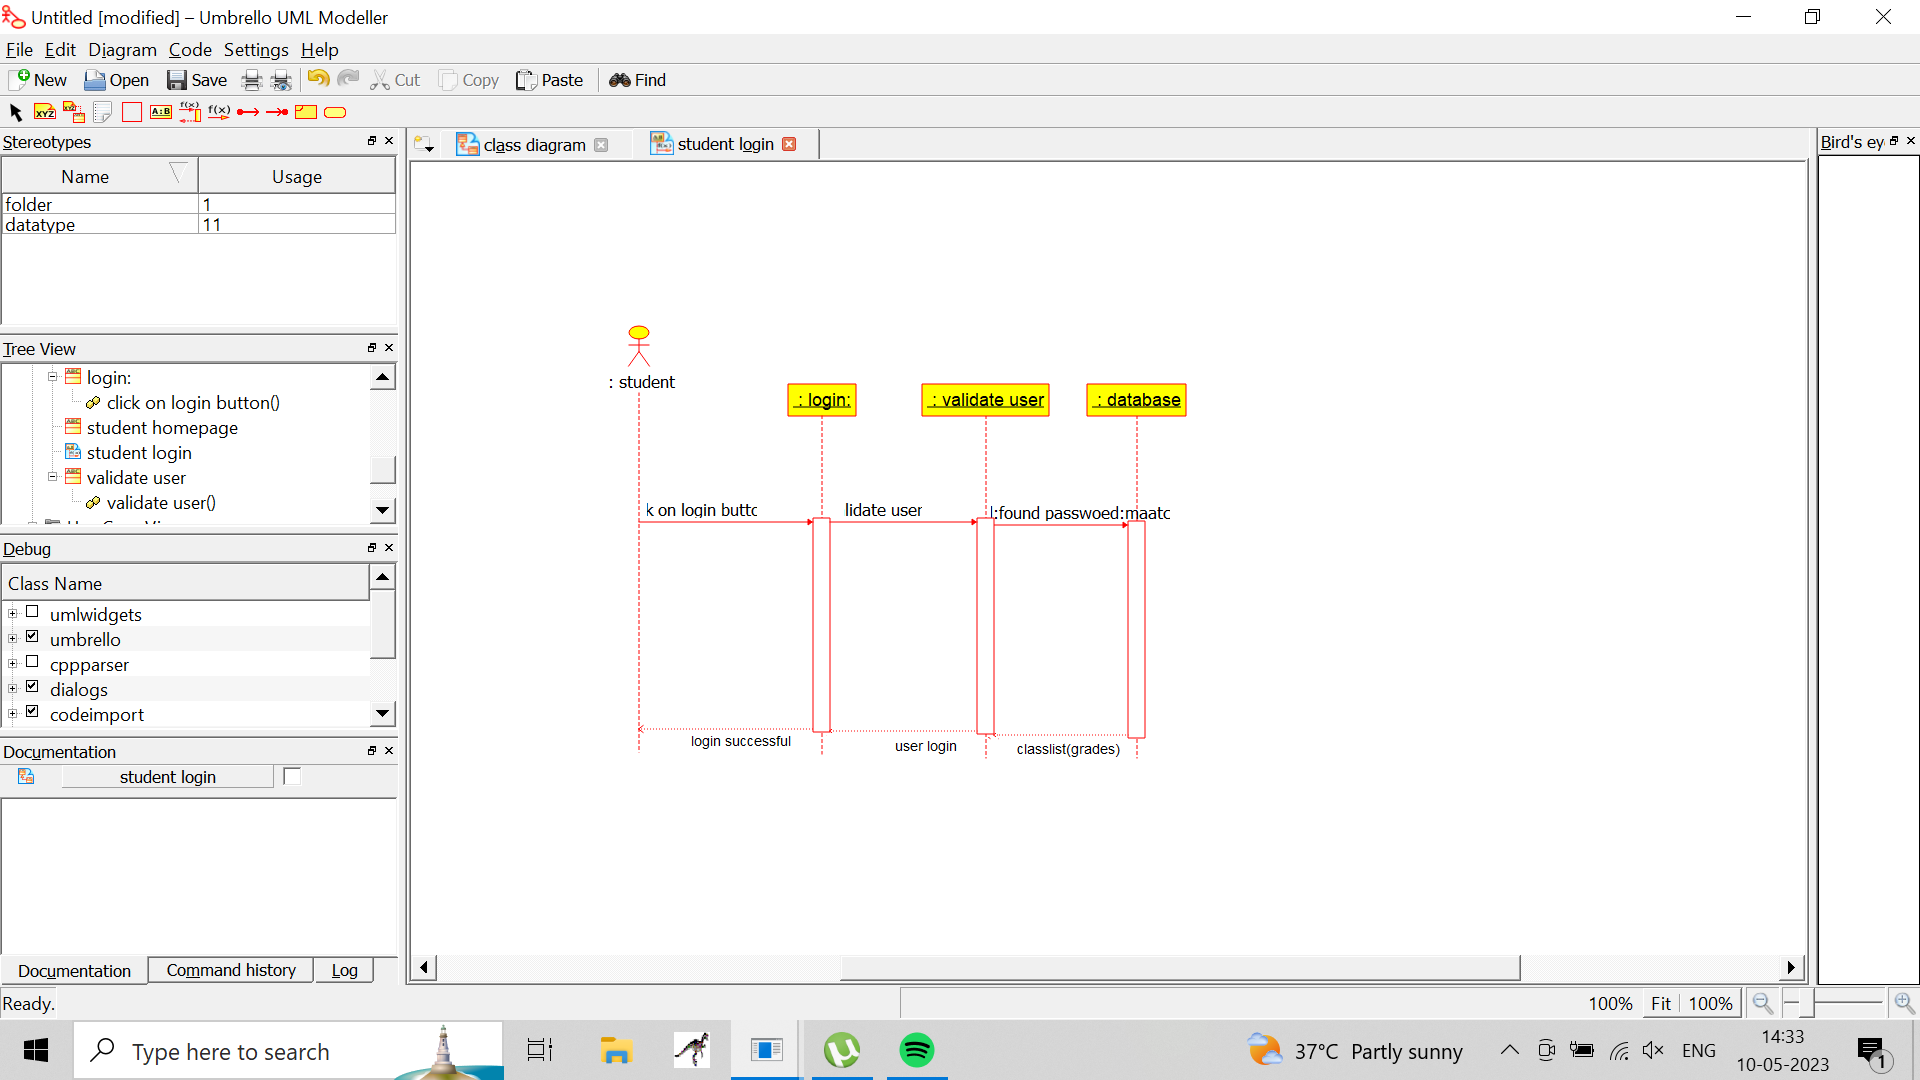 Untitled [modified] – Umbrello UML Modeller
File Edit Diagram Code Settings Help
New Open Save Cut Copy Paste Find
XYZ XYZ A:B f(x) f(x)
Stereotypes
Name Usage
folder 1
datatype 11
Tree View
login:
click on login button()
student homepage
student login
validate user
validate user()
Debug
Class Name
umlwidgets
umbrello
cppparser
dialogs
codeimport
Documentation
student login
Documentation Command history Log
class diagram student login
: student
: login:
: validate user
: database
k on login butto
lidate user
l:found passwoed:maatc
login successful
user login
classlist(grades)
Bird's eye
Ready.
100% Fit 100%
Type here to search
37°C Partly sunny
ENG
14:33
10-05-2023
1